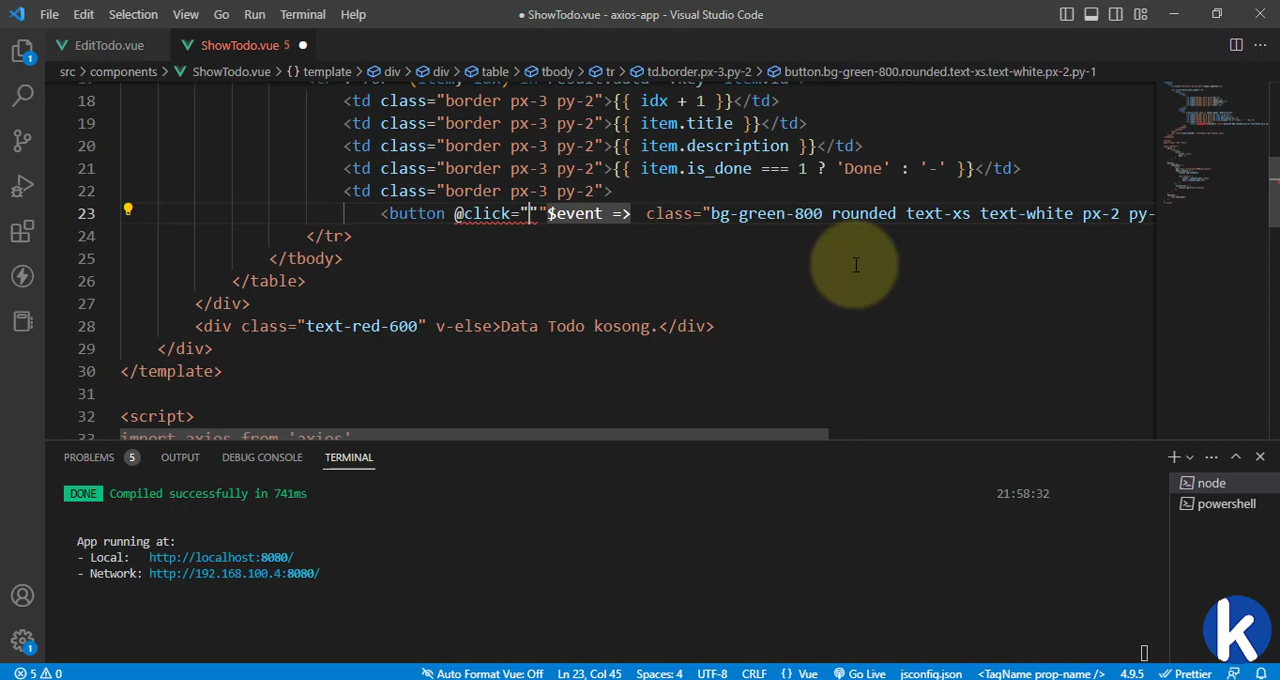 File Edit Selection View Go Run Terminal Help
● ShowTodo.vue - axios-app - Visual Studio Code
EditTodo.vue
ShowTodo.vue 5
src > components > ShowTodo.vue > {} template > div > div > table > tbody > tr > td.border.px-3.py-2 > button.bg-green-800.rounded.text-xs.text-white.px-2.py-1
18 <td class="border px-3 py-2">{{ idx + 1 }}</td>
19 <td class="border px-3 py-2">{{ item.title }}</td>
20 <td class="border px-3 py-2">{{ item.description }}</td>
21 <td class="border px-3 py-2">{{ item.is_done === 1 ? 'Done' : '-' }}</td>
22 <td class="border px-3 py-2">
23 <button @click="""$event => class="bg-green-800 rounded text-xs text-white px-2 py-
24 </tr>
25 </tbody>
26 </table>
27 </div>
28 <div class="text-red-600" v-else>Data Todo kosong.</div>
29 </div>
30 </template>
31
32 <script>
33 import axios from 'axios'
PROBLEMS 5 OUTPUT DEBUG CONSOLE TERMINAL
DONE Compiled successfully in 741ms 21:58:32
App running at:
- Local: http://localhost:8080/
- Network: http://192.168.100.4:8080/
node
powershell
1
1
k
5 0 Auto Format Vue: Off Ln 23, Col 45 Spaces: 4 UTF-8 CRLF {} Vue Go Live jsconfig.json <TagName prop-name /> 4.9.5 Prettier